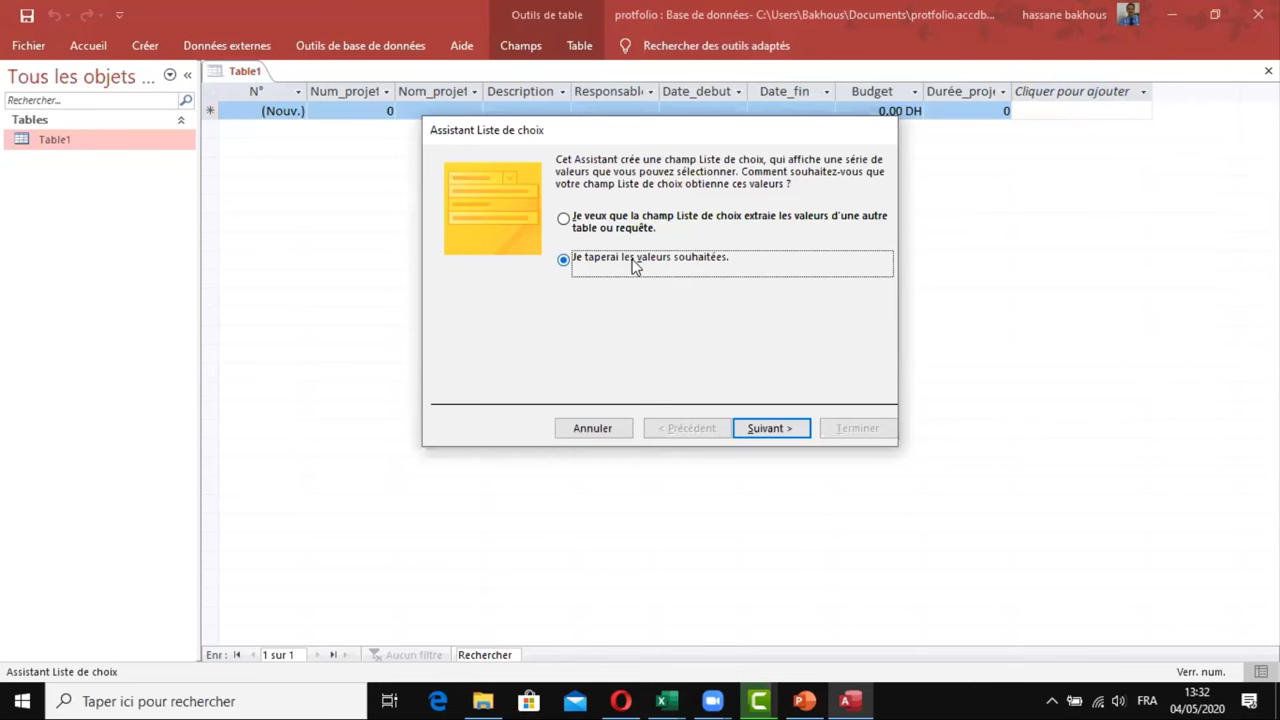 Outils de table
protfolio : Base de données- C:\Users\Bakhous\Documents\protfolio.accdb...
hassane bakhous
Fichier
Accueil
Créer
Données externes
Outils de base de données
Aide
Champs
Table
Rechercher des outils adaptés
Tous les objets ...
Rechercher...
Tables
Table1
Table1
N° Num_projet Nom_projet Description Responsabl Date_debut Date_fin Budget Durée_proj Cliquer pour ajouter
(Nouv.) 0 0,00 DH 0
Assistant Liste de choix
Cet Assistant crée une champ Liste de choix, qui affiche une série de
valeurs que vous pouvez sélectionner. Comment souhaitez-vous que
votre champ Liste de choix obtienne ces valeurs ?
Je veux que la champ Liste de choix extraie les valeurs d'une autre
table ou requête.
Je taperai les valeurs souhaitées.
Annuler
< Précédent
Suivant >
Terminer
Enr : 1 sur 1 Aucun filtre Rechercher
Assistant Liste de choix
Verr. num.
Taper ici pour rechercher
FRA
13:32
04/05/2020